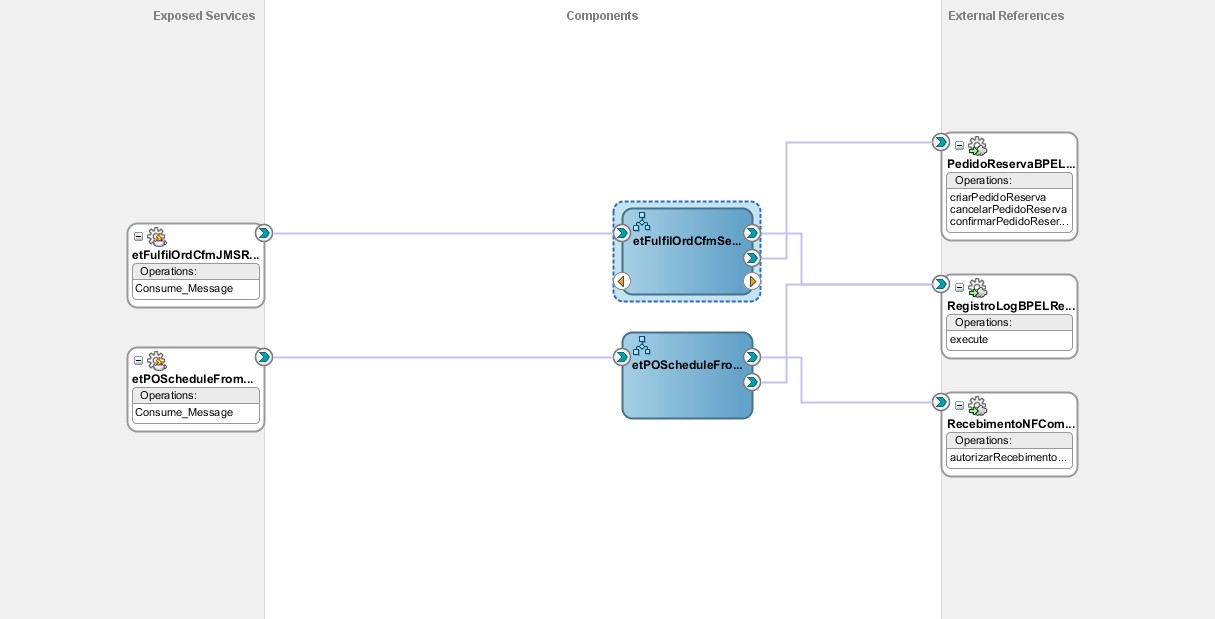 Exposed Services
Components
External References
etFulfilOrdCfmJMSR...
Operations:
Consume_Message
etPOScheduleFrom...
Operations:
Consume_Message
etFulfilOrdCfmSe...
etPOScheduleFro...
PedidoReservaBPEL...
Operations:
criarPedidoReserva
cancelarPedidoReserva
confirmarPedidoReser...
RegistroLogBPELRe...
Operations:
execute
RecebimentoNFCom...
Operations:
autorizarRecebimento...